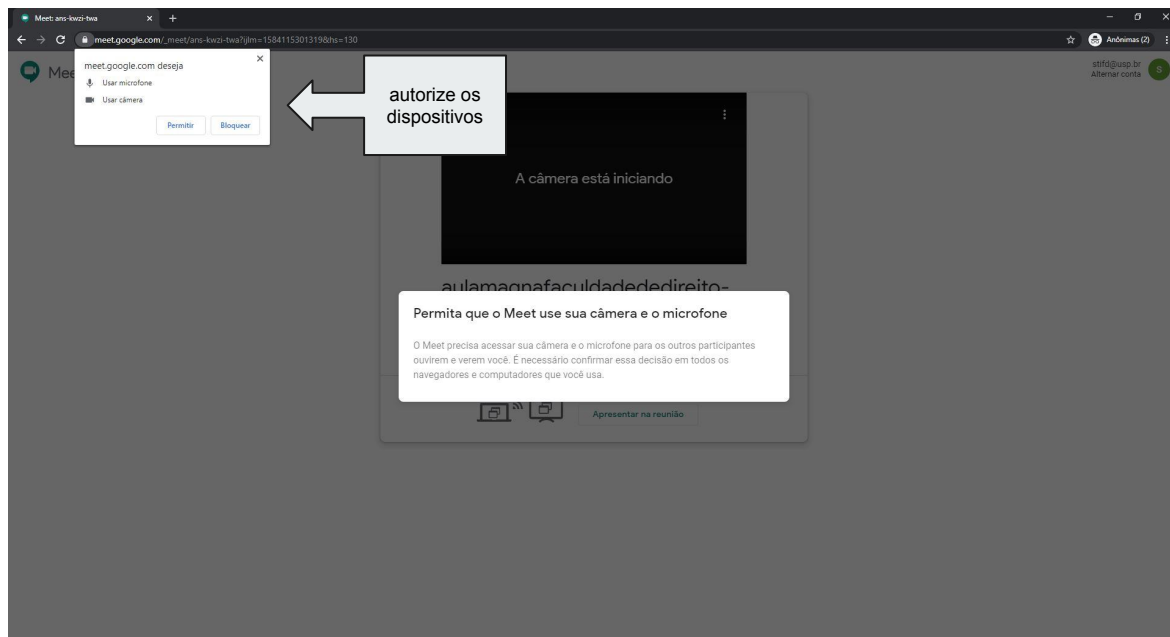 Meet: ans-kwzi-twa
meet.google.com/_meet/ans-kwzi-twa?ijlm=1584115301319&hs=130
Anônimas (2)
Meet
stifd@usp.br
Alternar conta
S
meet.google.com deseja
Usar microfone
Usar câmera
Permitir Bloquear
autorize os
dispositivos
A câmera está iniciando
aulamagnafaculdadededireito-
Permita que o Meet use sua câmera e o microfone
O Meet precisa acessar sua câmera e o microfone para os outros participantes
ouvirem e verem você. É necessário confirmar essa decisão em todos os
navegadores e computadores que você usa.
Apresentar na reunião